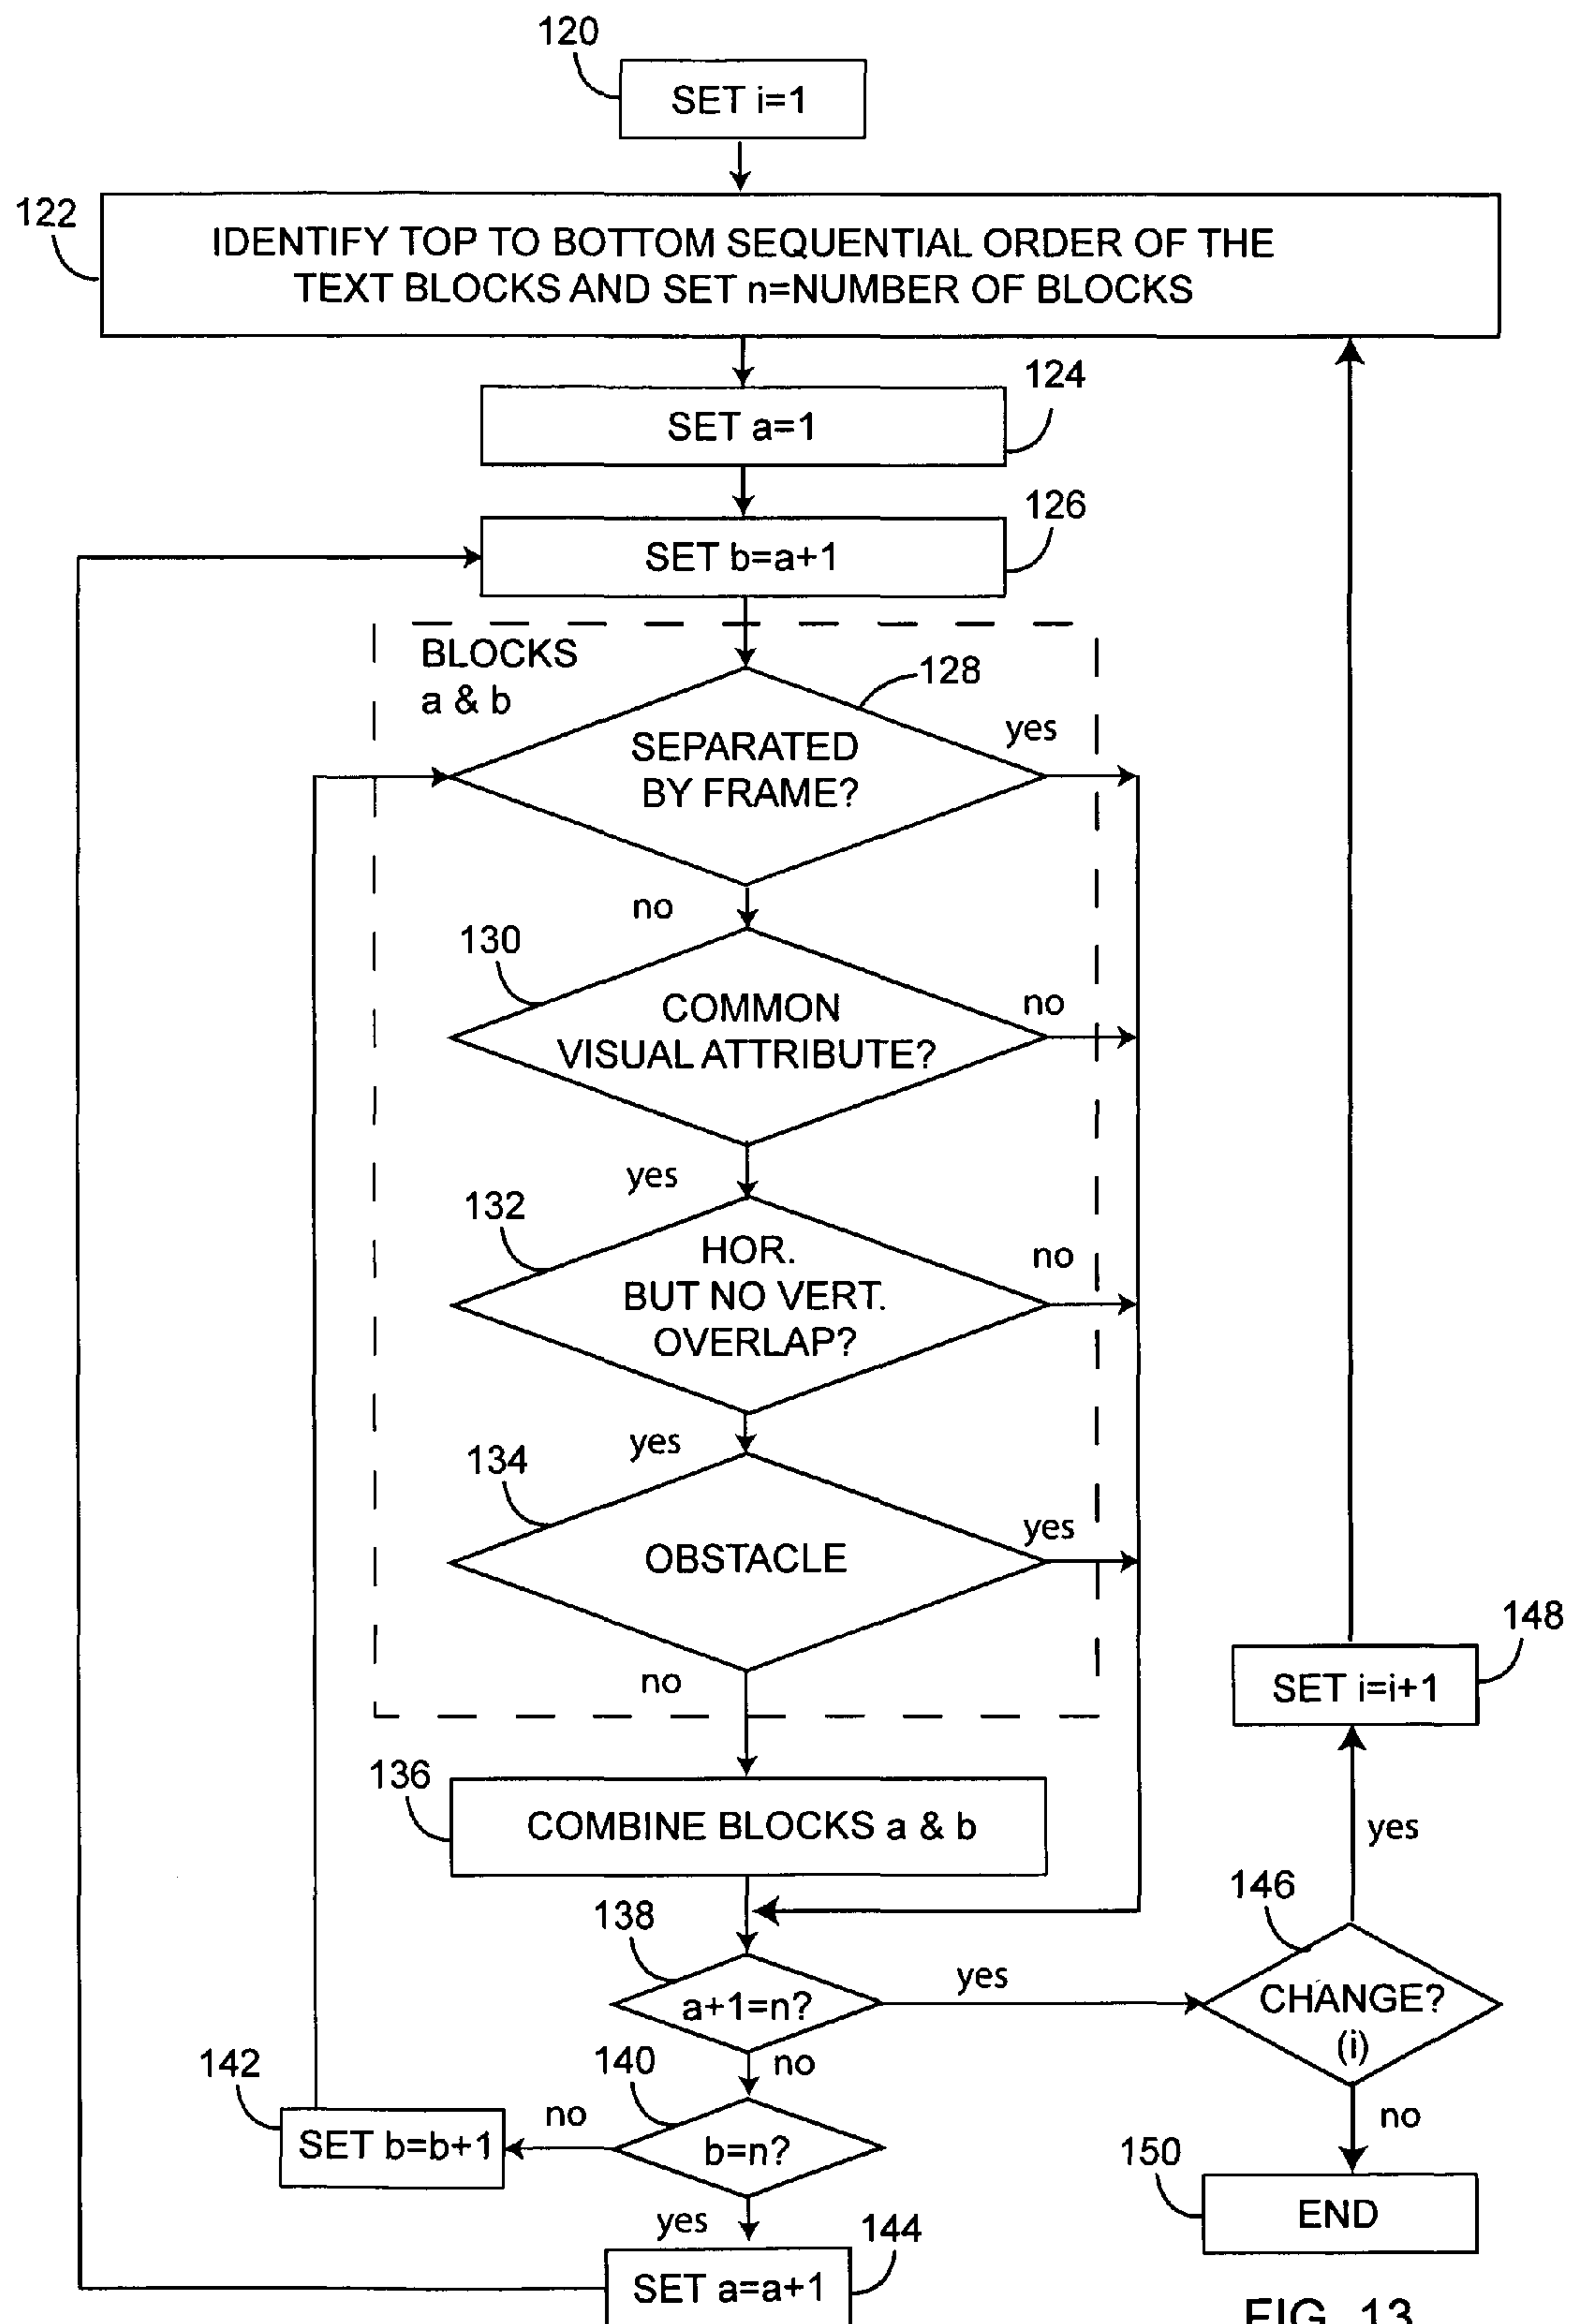 120
SET i=1
122
IDENTIFY TOP TO BOTTOM SEQUENTIAL ORDER OF THE
TEXT BLOCKS AND SET n=NUMBER OF BLOCKS
124
SET a=1
126
SET b=a+1
BLOCKS
a & b
128
SEPARATED
BY FRAME?
yes
no
130
COMMON
VISUAL ATTRIBUTE?
no
yes
132
HOR.
BUT NO VERT.
OVERLAP?
no
yes
134
OBSTACLE
yes
no
148
SET i=i+1
136
COMBINE BLOCKS a & b
yes
146
138
a+1=n?
yes
CHANGE?
(i)
no
140
142
no
SET b=b+1
b=n?
no
150
END
yes
144
SET a=a+1
FIG. 13